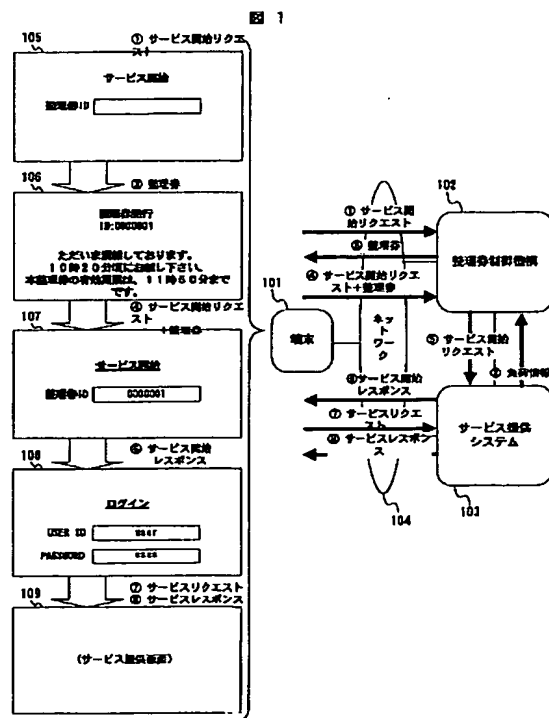 図 1
105
① サービス開始リクエスト
サービス開始
整理券ID
③ 整理券
106
整理券発行
ID:0000001
ただいま混雑しております。
10時20分頃にお越し下さい。
本整理券の有効期限は、11時50分まで
です。
④ サービス開始リクエ
スト
+整理券
107
サービス開始
整理券ID
0000001
⑥ サービス開始
レスポンス
108
ログイン
USER ID
user
PASSWORD
⑦ サービスリクエスト
⑧ サービスレスポンス
109
(サービス提供画面)
101
端末
① サービス開
始リクエスト
③ 整理券
④ サービス開始リクエ
スト+整理券
ネット
ワーク
⑥サービス開始
レスポンス
⑦ サービスリクエ
スト
⑧ サービスレスポン
ス
104
102
整理券制御機構
⑤ サービス開始
リクエスト
② 負荷情報
サービス提供
システム
103